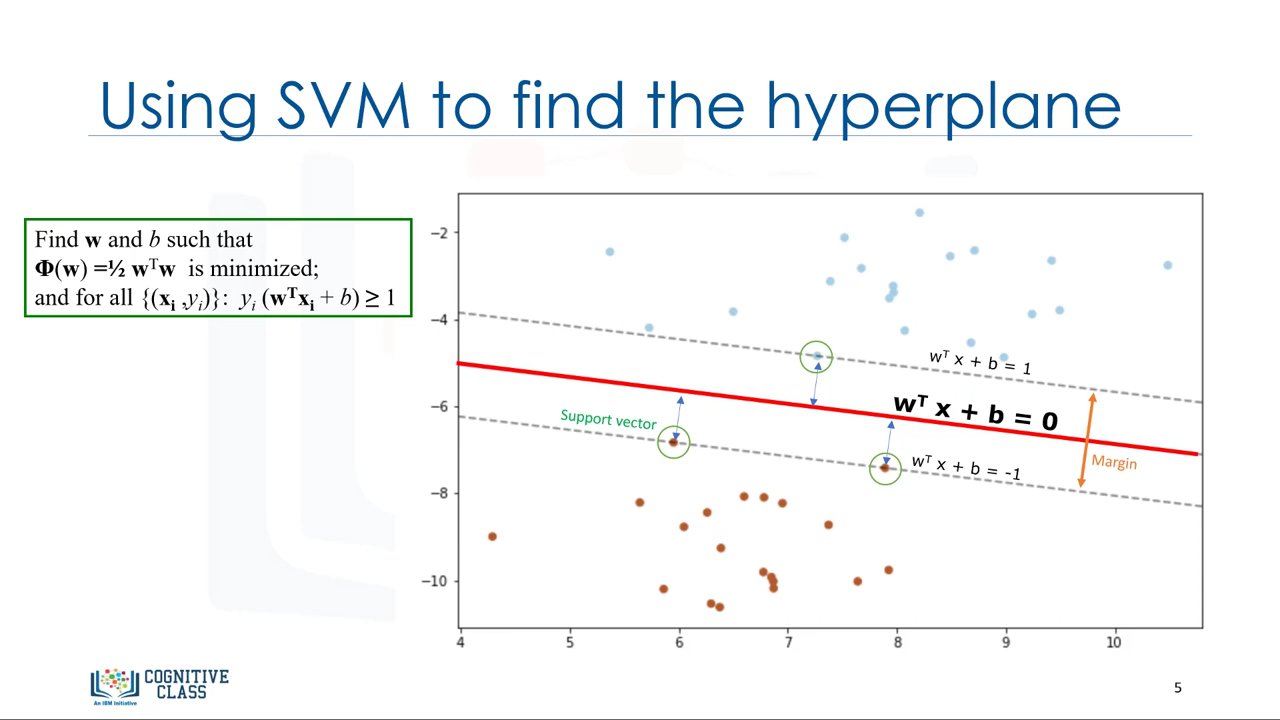 Using SVM to find the hyperplane
Find w and b such that
Φ(w) =½ wᵀw is minimized;
and for all {(xᵢ ,yᵢ)}: yᵢ (wᵀxᵢ + b) ≥ 1
−2
−4
−6
−8
−10
4 5 6 7 8 9 10
wᵀ x + b = 1
wᵀ x + b = 0
Support vector
wᵀ x + b = -1
Margin
COGNITIVE
CLASS
An IBM Initiative
5